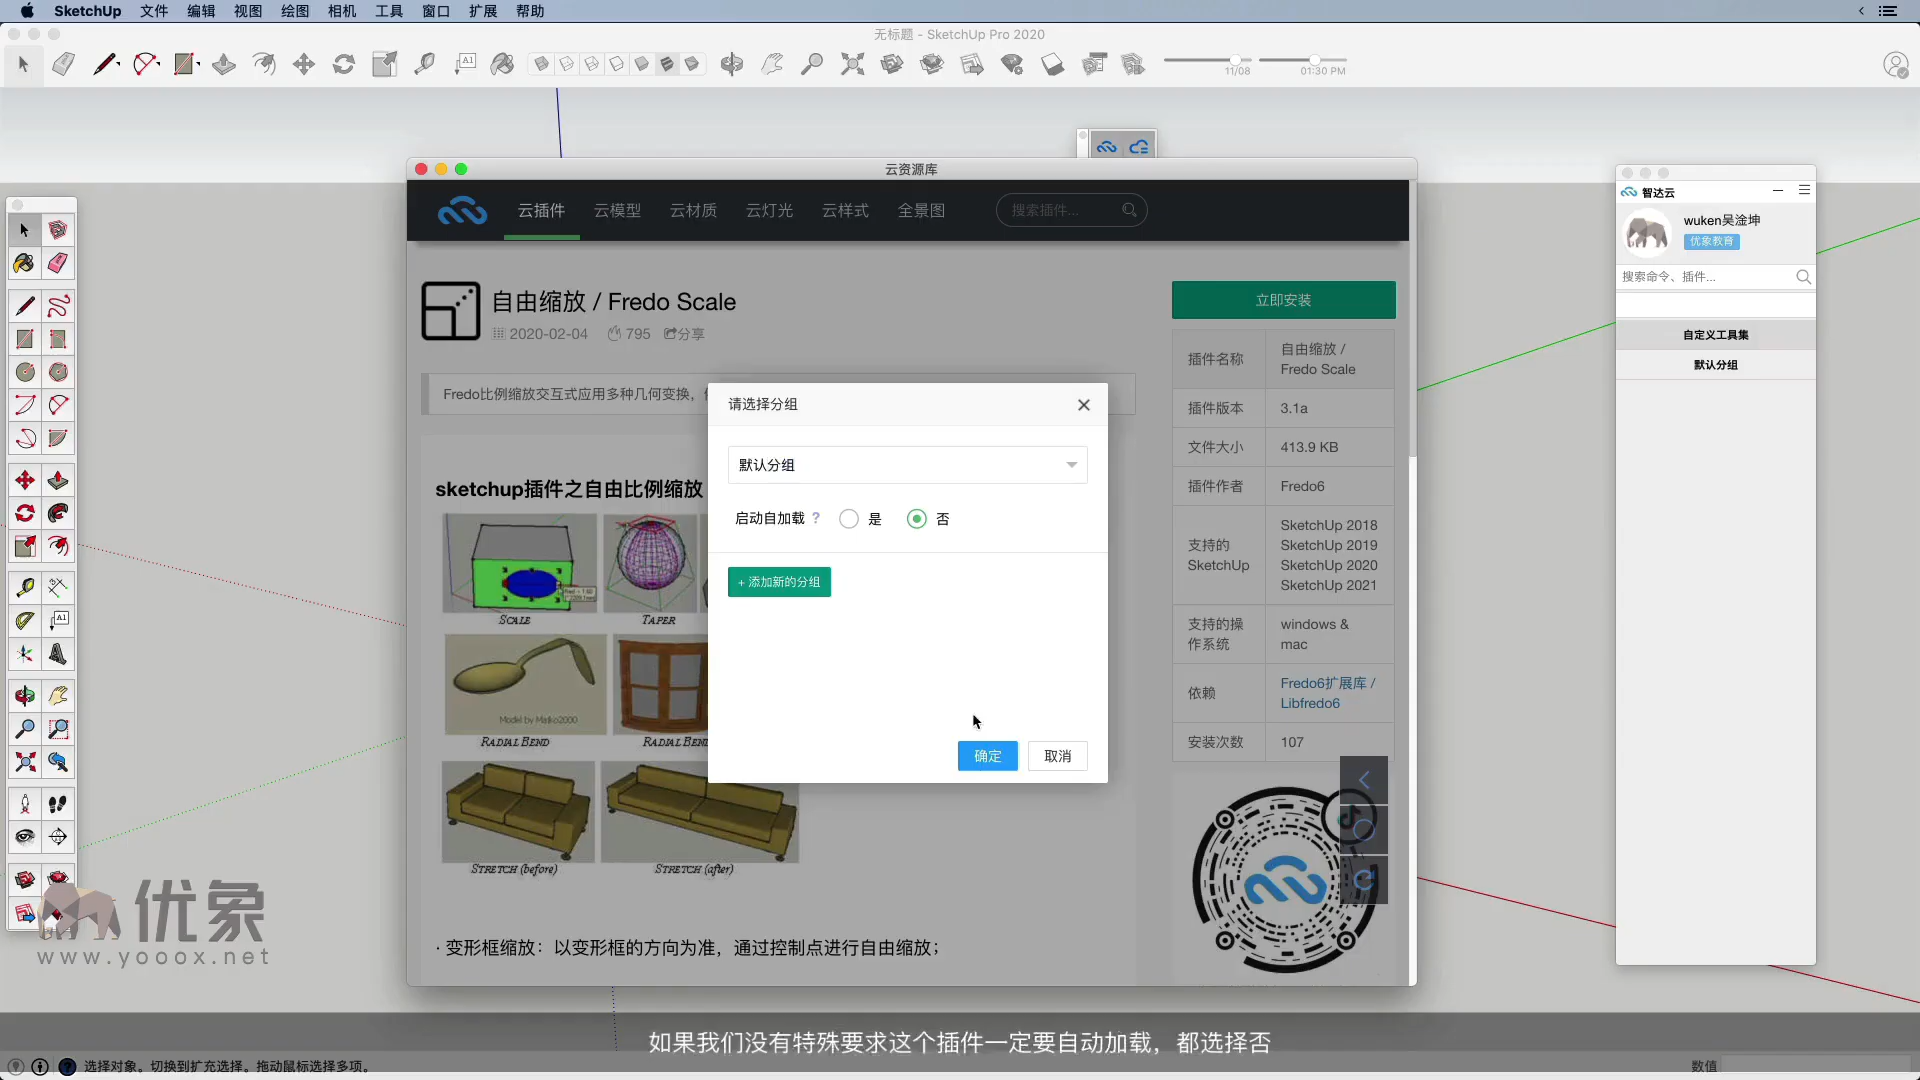 SketchUp 文件 编辑 视图 绘图 相机 工具 窗口 扩展 帮助
无标题 - SketchUp Pro 2020
11/08 01:30 PM
云资源库
云插件 云模型 云材质 云灯光 云样式 全景图 搜索插件...
自由缩放 / Fredo Scale
2020-02-04 795 分享
立即安装
Fredo比例缩放交互式应用多种几何变换，
插件名称 自由缩放 /
Fredo Scale
插件版本 3.1a
文件大小 413.9 KB
插件作者 Fredo6
支持的
SketchUp
SketchUp 2018
SketchUp 2019
SketchUp 2020
SketchUp 2021
支持的操
作系统
windows &
mac
依赖
Fredo6扩展库 /
Libfredo6
安装次数 107
sketchup插件之自由比例缩放
SCALE TAPER
Model by Maiko2000
RADIAL BEND RADIAL BEND
STRETCH (before) STRETCH (after)
· 变形框缩放：以变形框的方向为准，通过控制点进行自由缩放；
请选择分组
默认分组
启动自加载 ? 是 否
+ 添加新的分组
确定 取消
智达云
wuken吴淦坤
优象教育
搜索命令、插件...
自定义工具集
默认分组
优象
www.yooox.net
如果我们没有特殊要求这个插件一定要自动加载，都选择否
选择对象。切换到扩充选择。拖动鼠标选择多项。
数值